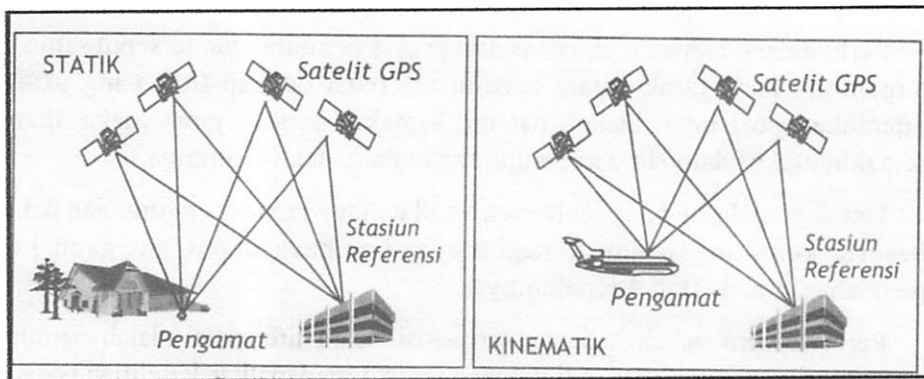 STATIK
Satelit GPS
Stasiun
Referensi
Pengamat
Satelit GPS
Stasiun
Referensi
Pengamat
KINEMATIK